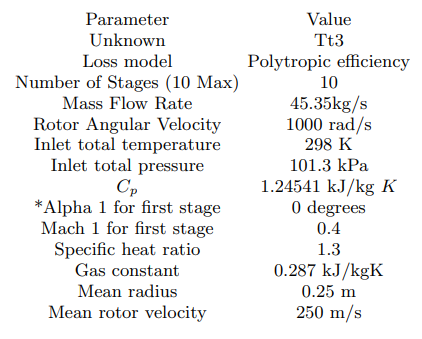 Parameter Value
Unknown Tt3
Loss model Polytropic efficiency
Number of Stages (10 Max) 10
Mass Flow Rate 45.35kg/s
Rotor Angular Velocity 1000 rad/s
Inlet total temperature 298 K
Inlet total pressure 101.3 kPa
Cp 1.24541 kJ/kg K
*Alpha 1 for first stage 0 degrees
Mach 1 for first stage 0.4
Specific heat ratio 1.3
Gas constant 0.287 kJ/kgK
Mean radius 0.25 m
Mean rotor velocity 250 m/s